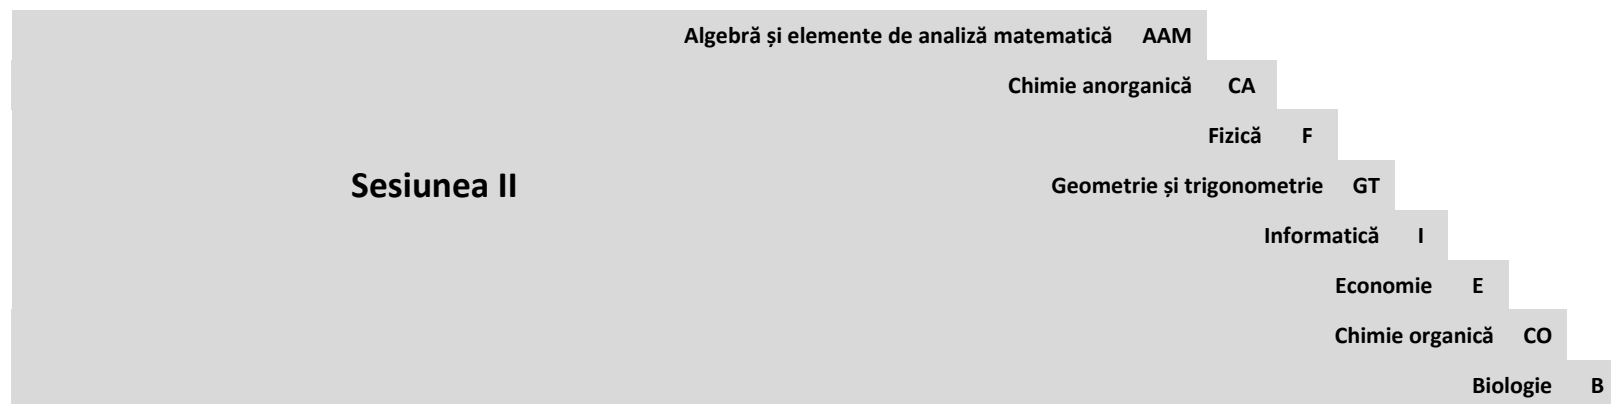 Algebră și elemente de analiză matematică AAM
Chimie anorganică CA
Fizică F
Sesiunea II
Geometrie și trigonometrie GT
Informatică I
Economie E
Chimie organică CO
Biologie B